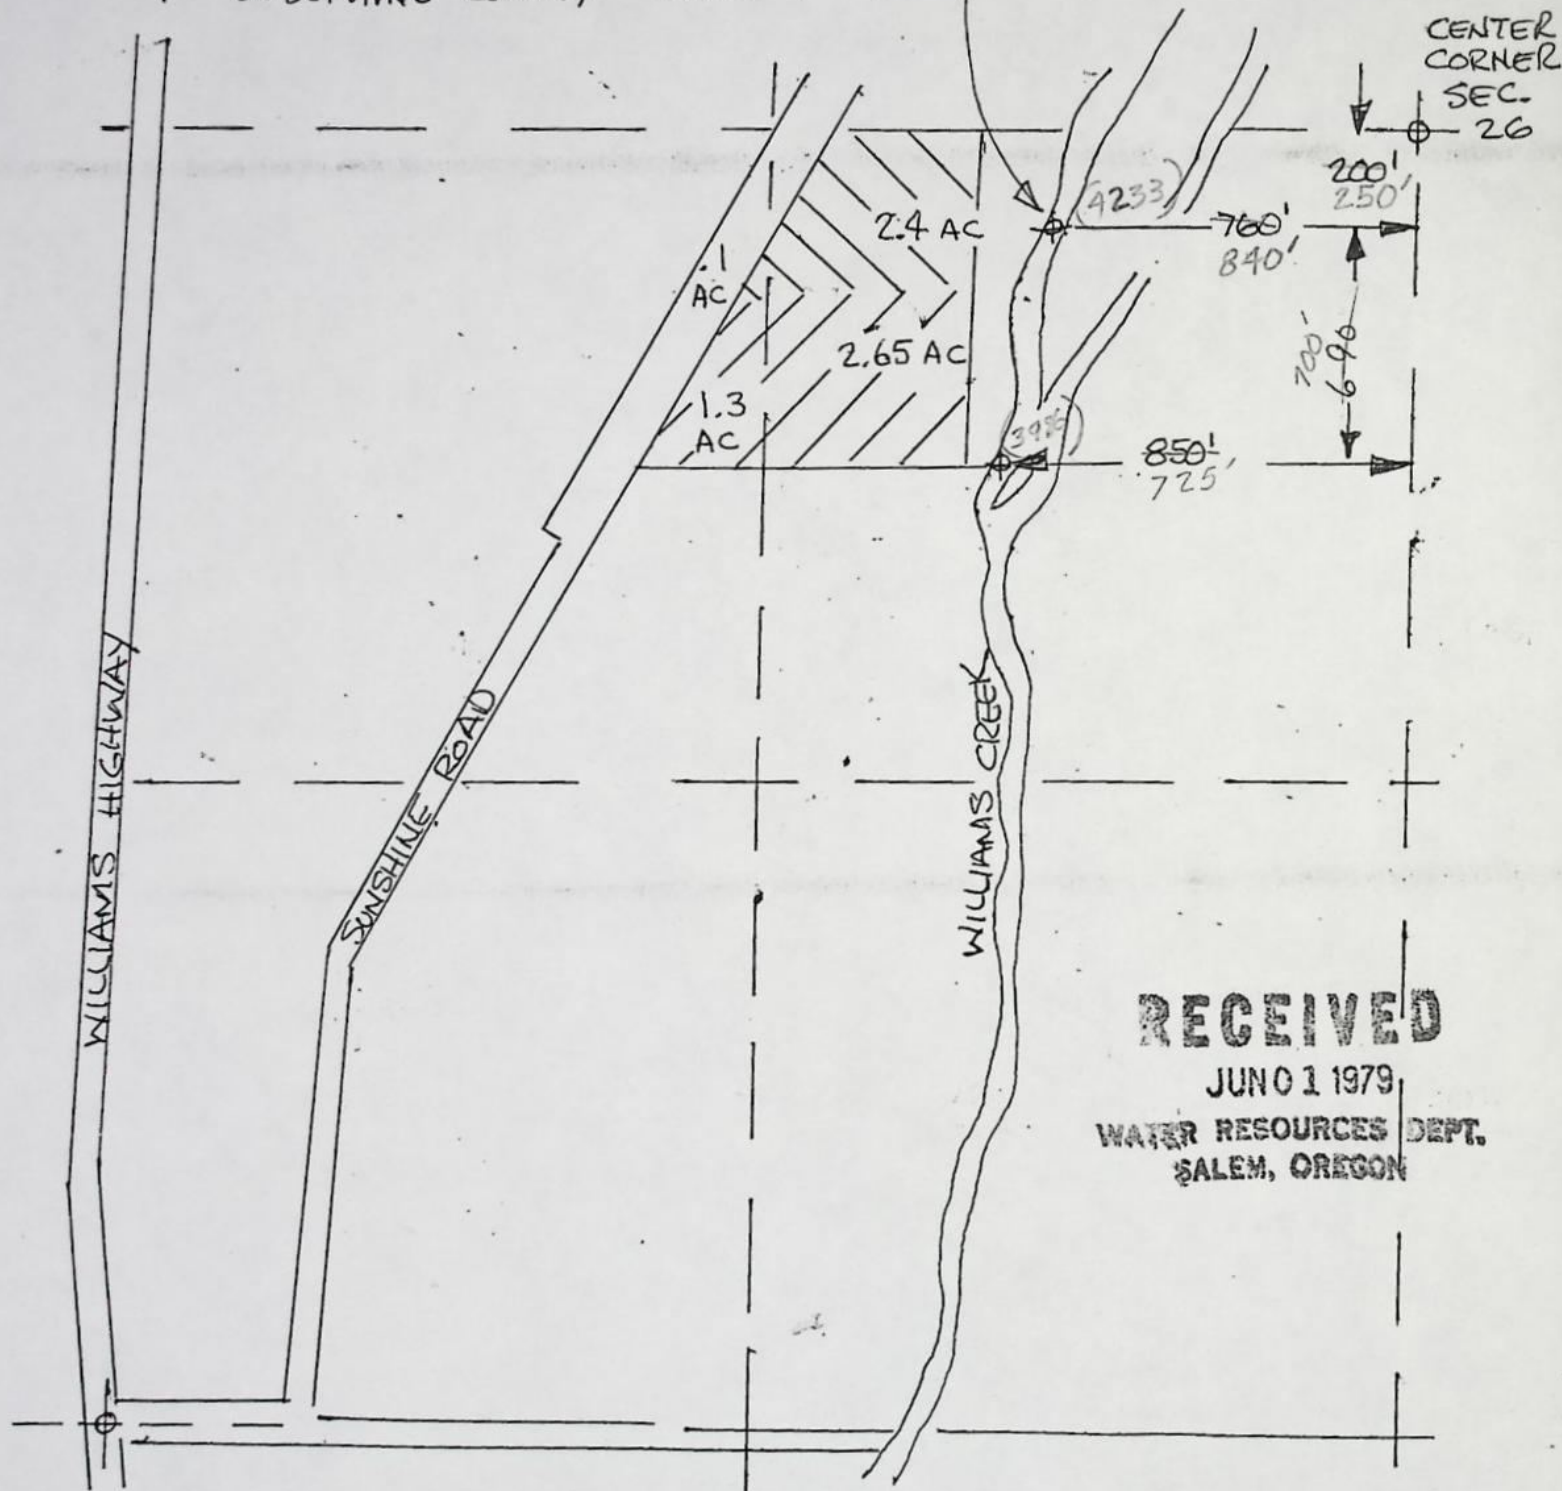 CENTER
CORNER
SEC.
26
200'
250'
(4233)
760'
840'
2.4 AC
.1
AC
2.65 AC
700'
690
1.3
AC
850'
725'
WILLIAMS HIGHWAY
SUNSHINE ROAD
WILLIAMS CREEK
RECEIVED
JUN 01 1979
WATER RESOURCES DEPT.
SALEM, OREGON